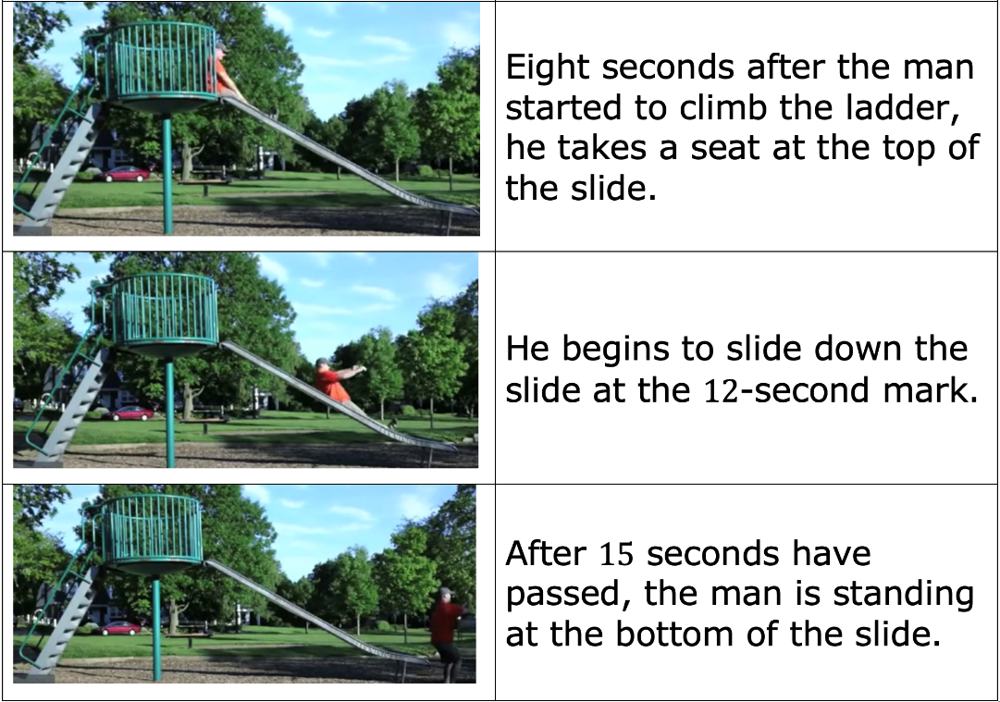 Eight seconds after the man
started to climb the ladder,
he takes a seat at the top of
the slide.
He begins to slide down the
slide at the 12-second mark.
After 15 seconds have
passed, the man is standing
at the bottom of the slide.